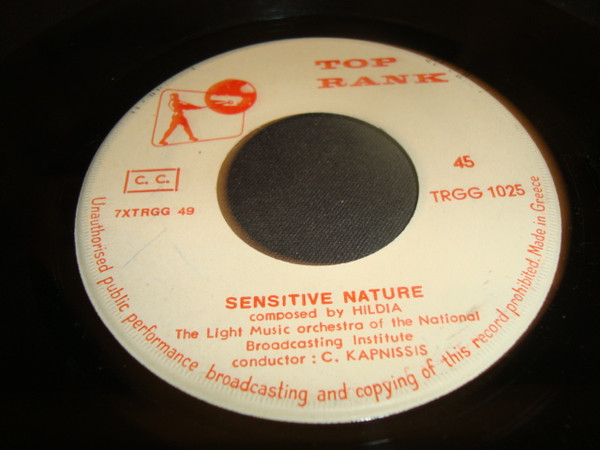 TOP
RANK
C. C.
45
7XTRGG 49
TRGG 1025
SENSITIVE NATURE
composed by HILDIA
The Light Music orchestra of the National
Broadcasting Institute
conductor : C. KAPNISSIS
Unauthorised public performance broadcasting and copying of this record prohibited. Made in Greece